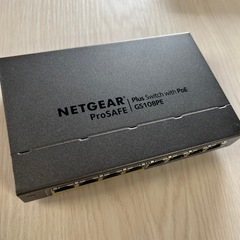 NETGEAR
ProSAFE
Plus Switch with PoE
GS108PE